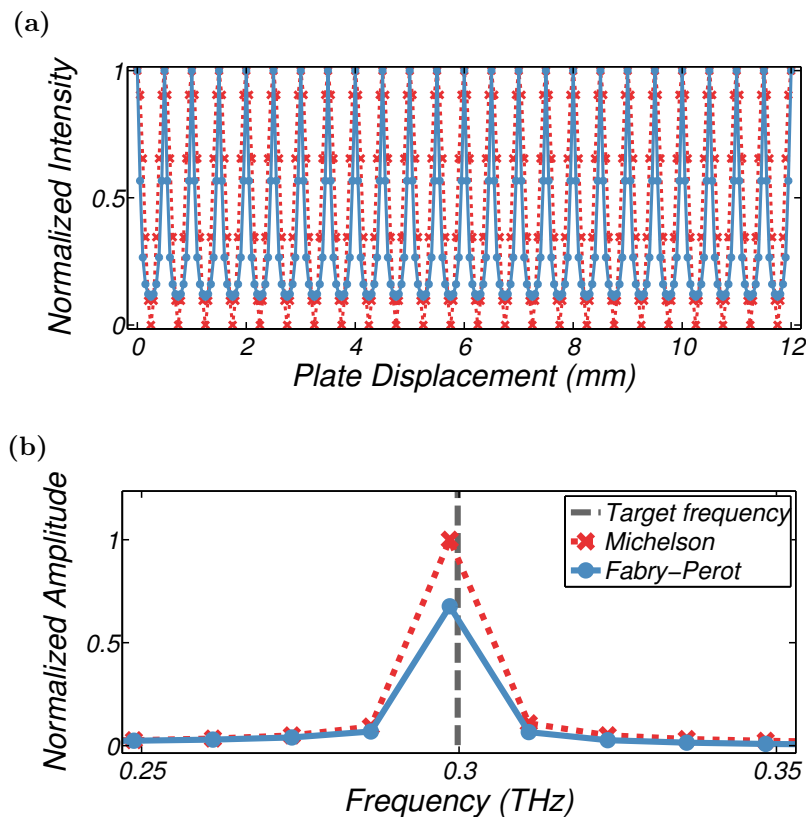 (a)
Normalized Intensity
1
0.5
0
0 2 4 6 8 10 12
Plate Displacement (mm)
(b)
Normalized Amplitude
1
0.5
0
0.25 0.3 0.35
Frequency (THz)
Target frequency
Michelson
Fabry-Perot